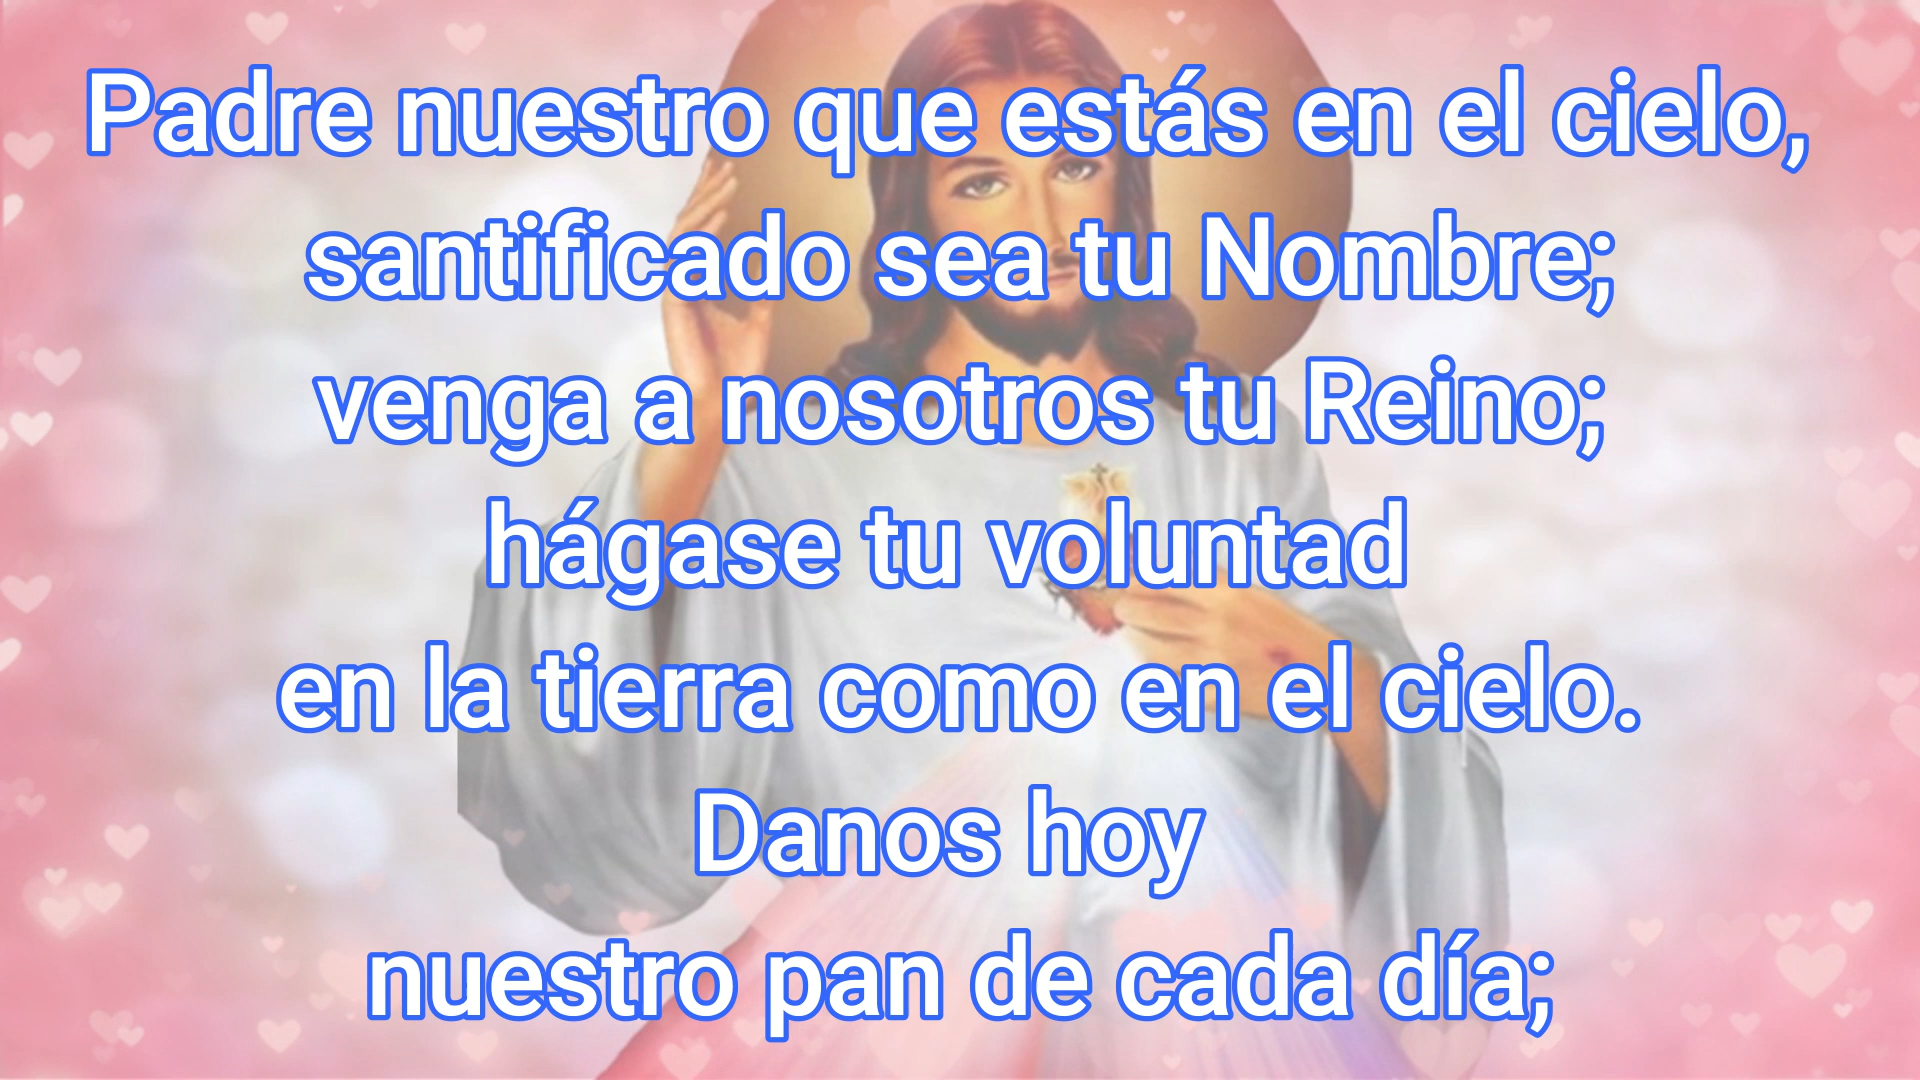 Padre nuestro que estás en el cielo,
santificado sea tu Nombre;
venga a nosotros tu Reino;
hágase tu voluntad
en la tierra como en el cielo.
Danos hoy
nuestro pan de cada día;